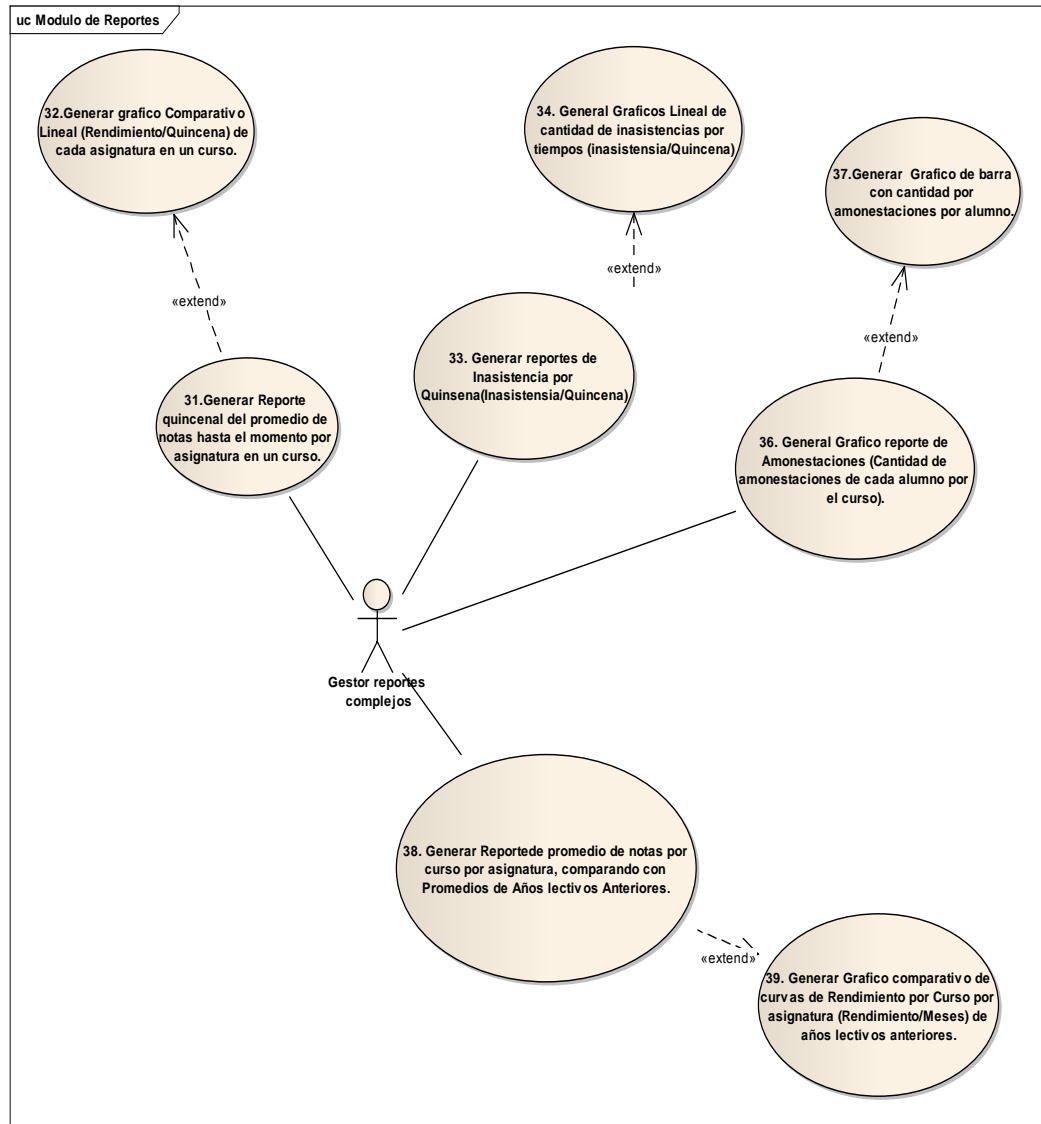 uc Modulo de Reportes
32.Generar grafico Comparativo
Lineal (Rendimiento/Quincena) de
cada asignatura en un curso.
34. General Graficos Lineal de
cantidad de inasistencias por
tiempos (inasistensia/Quincena)
37.Generar Grafico de barra
con cantidad por
amonestaciones por alumno.
«extend»
«extend»
«extend»
31.Generar Reporte
quincenal del promedio de
notas hasta el momento por
asignatura en un curso.
33. Generar reportes de
Inasistencia por
Quinsena(Inasistensia/Quincena)
36. General Grafico reporte de
Amonestaciones (Cantidad de
amonestaciones de cada alumno por
el curso).
Gestor reportes
complejos
38. Generar Reportede promedio de notas por
curso por asignatura, comparando con
Promedios de Años lectivos Anteriores.
«extend»
39. Generar Grafico comparativo de
curvas de Rendimiento por Curso por
asignatura (Rendimiento/Meses) de
años lectivos anteriores.